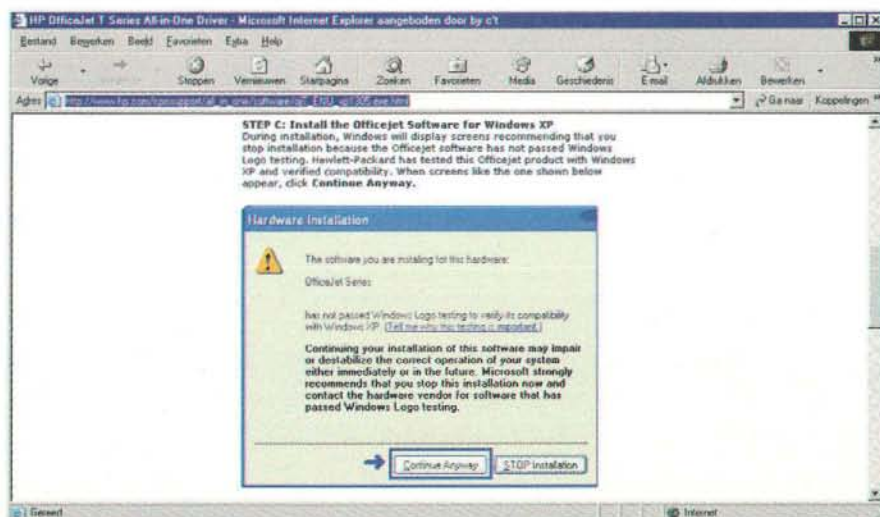 HP OfficeJet T Series All-in-One Driver - Microsoft Internet Explorer aangeboden door by c't
Bestand Bewerken Beeld Favorieten Extra Help
Vorige Stoppen Vernieuwen Startpagina Zoeken Favorieten Media Geschiedenis E-mail Afdrukken Bewerken
Adres Ga naar Koppelingen
STEP C: Install the Officejet Software for Windows XP
During installation, Windows will display screens recommending that you
stop installation because the Officejet software has not passed Windows
Logo testing. Hewlett-Packard has tested this Officejet product with Windows
XP and verified compatibility. When screens like the one shown below
appear, click Continue Anyway.
Hardware Installation
The software you are installing for this hardware:
OfficeJet Series
has not passed Windows Logo testing to verify its compatibility
with Windows XP. (Tell me why this testing is important.)
Continuing your installation of this software may impair
or destabilize the correct operation of your system
either immediately or in the future. Microsoft strongly
recommends that you stop this installation now and
contact the hardware vendor for software that has
passed Windows Logo testing.
Continue Anyway STOP Installation
Gereed Internet